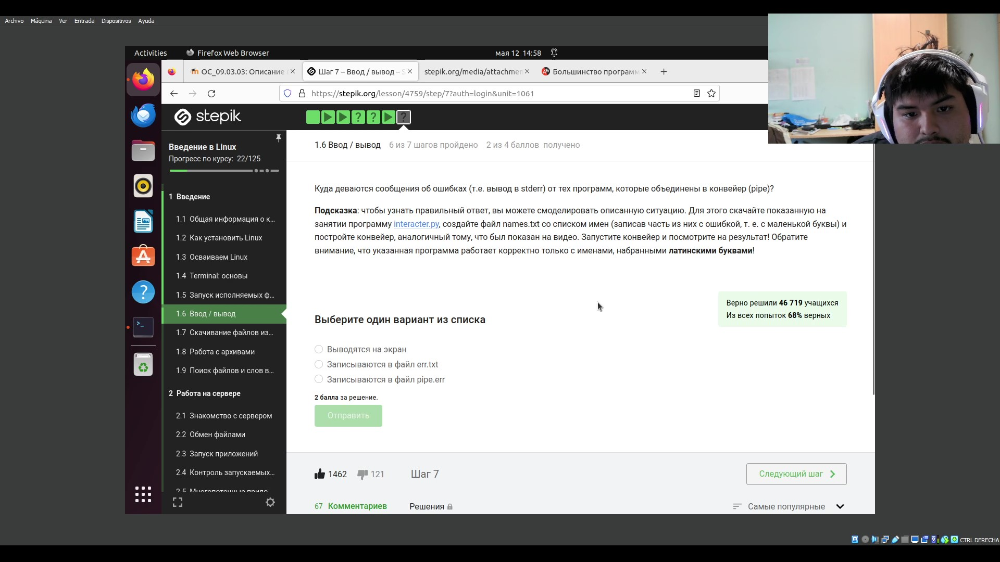 Archivo Máquina Ver Entrada Dispositivos Ayuda
Activities Firefox Web Browser мая 12 14:58
ОС_09.03.03: Описание
Шаг 7 – Ввод / вывод –
stepik.org/media/attachmen
Большинство програм
https://stepik.org/lesson/4759/step/7?auth=login&unit=1061
stepik
Введение в Linux
Прогресс по курсу: 22/125
1 Введение
1.1 Общая информация о к...
1.2 Как установить Linux
1.3 Осваиваем Linux
1.4 Terminal: основы
1.5 Запуск исполняемых ф...
1.6 Ввод / вывод
1.7 Скачивание файлов из...
1.8 Работа с архивами
1.9 Поиск файлов и слов в...
2 Работа на сервере
2.1 Знакомство с сервером
2.2 Обмен файлами
2.3 Запуск приложений
2.4 Контроль запускаемых...
1.6 Ввод / вывод 6 из 7 шагов пройдено 2 из 4 баллов получено
Куда деваются сообщения об ошибках (т.е. вывод в stderr) от тех программ, которые объединены в конвейер (pipe)?
Подсказка: чтобы узнать правильный ответ, вы можете смоделировать описанную ситуацию. Для этого скачайте показанную на
занятии программу interacter.py, создайте файл names.txt со списком имен (записав часть из них с ошибкой, т. е. с маленькой буквы) и
постройте конвейер, аналогичный тому, что был показан на видео. Запустите конвейер и посмотрите на результат! Обратите
внимание, что указанная программа работает корректно только с именами, набранными латинскими буквами!
Верно решили 46 719 учащихся
Из всех попыток 68% верных
Выберите один вариант из списка
Выводятся на экран
Записываются в файл err.txt
Записываются в файл pipe.err
2 балла за решение.
Отправить
1462 121 Шаг 7
Следующий шаг
67 Комментариев Решения
Самые популярные
CTRL DERECHA